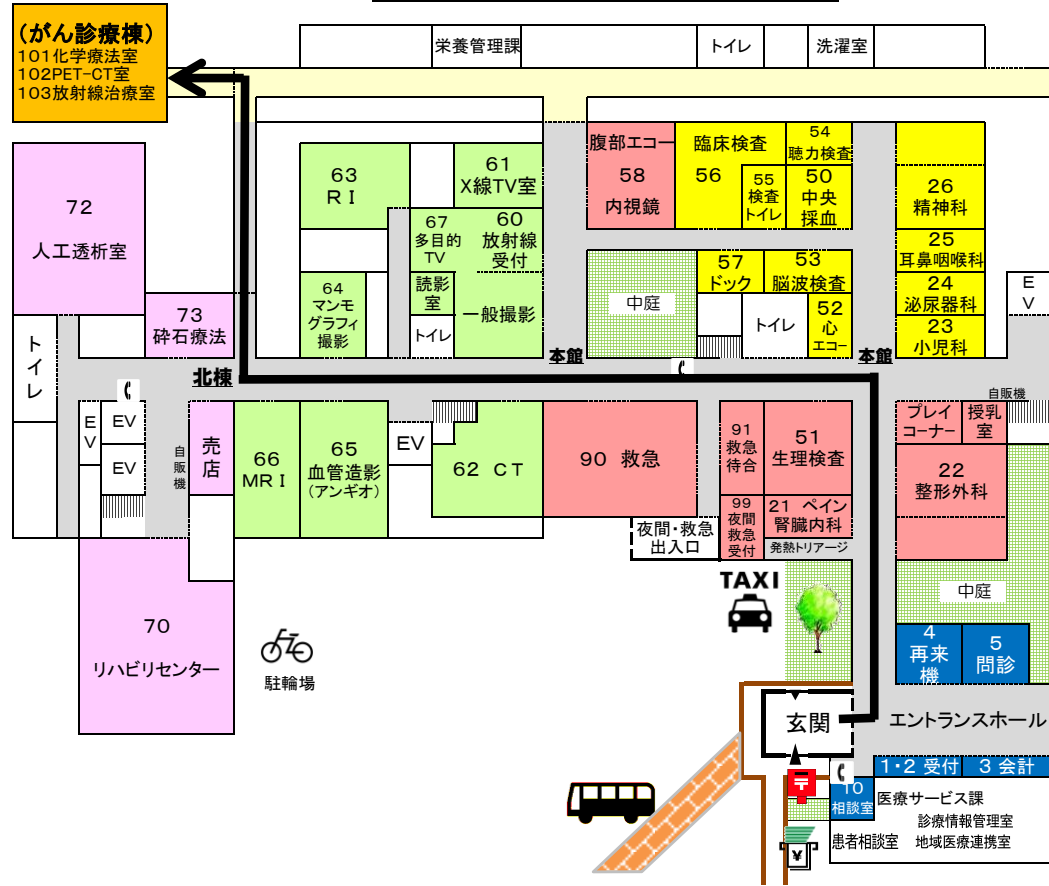 (がん診療棟)
101化学療法室
102PET-CT室
103放射線治療室
栄養管理課
トイレ
洗濯室
72
人工透析室
73
砕石療法
63
RI
61
X線TV室
67
多目的
TV
60
放射線
受付
64
マンモ
グラフィ
撮影
読影
室
トイレ
一般撮影
腹部エコー
58
内視鏡
臨床検査
56
54
聴力検査
55
検査
トイレ
50
中央
採血
57
ドック
53
脳波検査
中庭
トイレ
52
心
エコー
26
精神科
25
耳鼻咽喉科
24
泌尿器科
23
小児科
EV
トイレ
北棟
本館
本館
自販機
EV
EV
EV
自販機
売店
66
MRI
65
血管造影
(アンギオ)
EV
62 CT
90 救急
91
救急
待合
51
生理検査
99
夜間
救急
受付
21 ペイン
腎臓内科
発熱トリアージ
夜間・救急
出入口
プレイ
コーナー
授乳
室
22
整形外科
中庭
70
リハビリセンター
駐輪場
TAXI
4
再来
機
5
問診
玄関
エントランスホール
1・2 受付
3 会計
〒
10
相談室
医療サービス課
診療情報管理室
患者相談室
地域医療連携室
¥